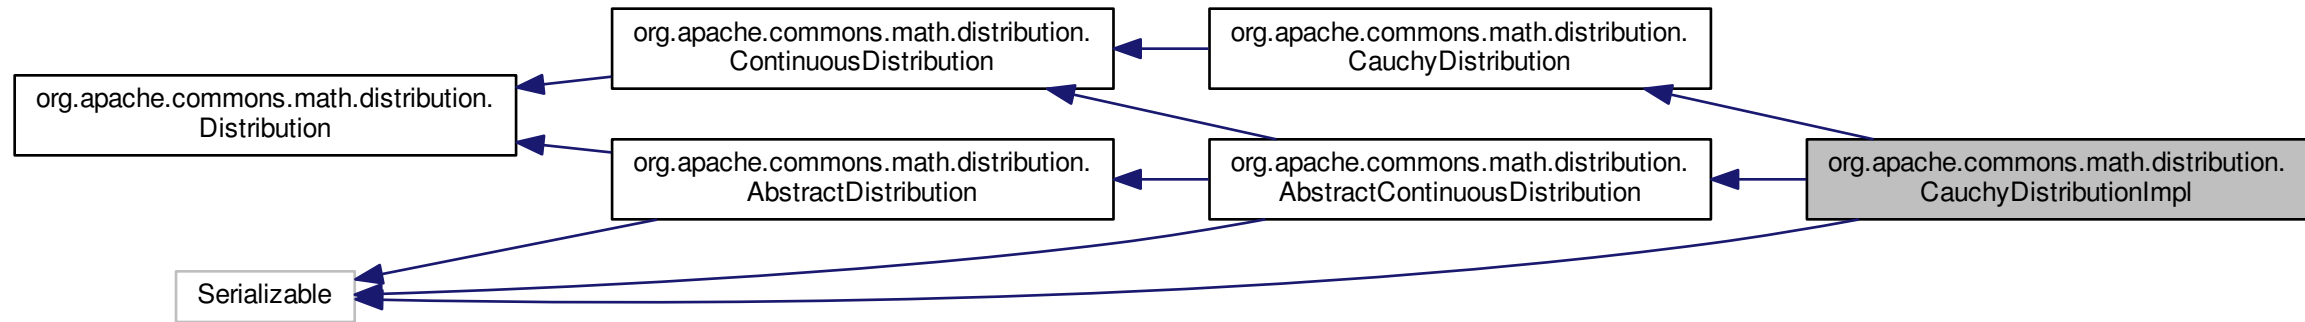 org.apache.commons.math.distribution.
Distribution
org.apache.commons.math.distribution.
ContinuousDistribution
org.apache.commons.math.distribution.
CauchyDistribution
org.apache.commons.math.distribution.
AbstractDistribution
org.apache.commons.math.distribution.
AbstractContinuousDistribution
org.apache.commons.math.distribution.
CauchyDistributionImpl
Serializable